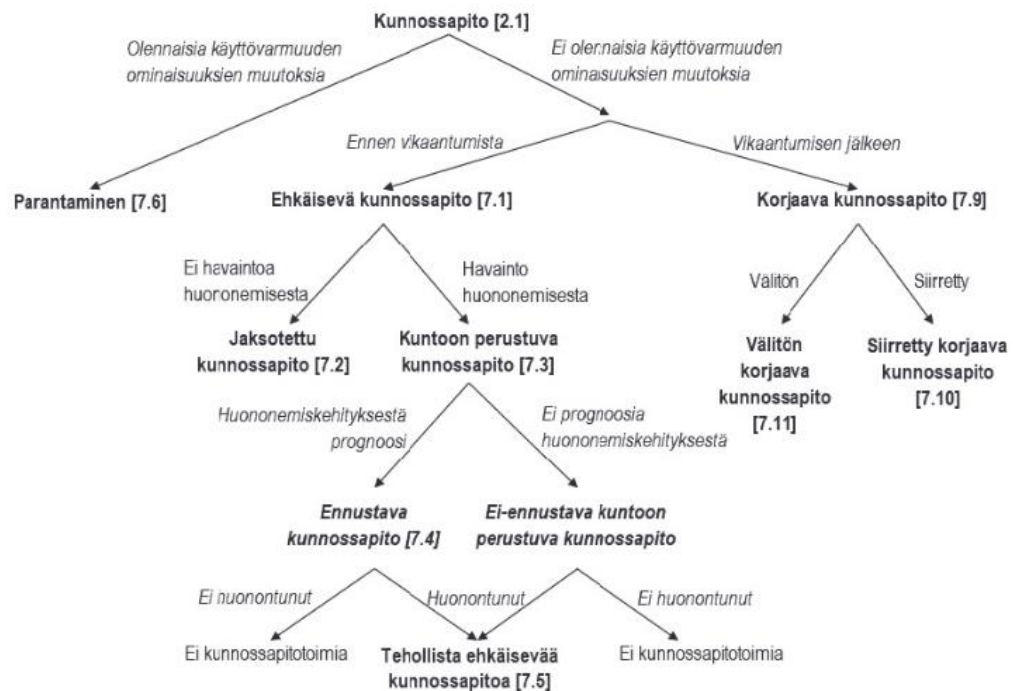 Kunnossapito [2.1]
Olennaisia käyttövarmuuden
ominaisuuksien muutoksia
Ei olennaisia käyttövarmuuden
ominaisuuksien muutoksia
Ennen vikaantumista
Vikaantumisen jälkeen
Parantaminen [7.6]
Ehkäisevä kunnossapito [7.1]
Korjaava kunnossapito [7.9]
Ei havaintoa
huononemisesta
Havainto
huononemisesta
Välitön
Siirretty
Jaksotettu
kunnossapito [7.2]
Kuntoon perustuva
kunnossapito [7.3]
Välitön
korjaava
kunnossapito
[7.11]
Siirretty korjaava
kunnossapito
[7.10]
Huononemiskehityksestä
prognoosi
Ei prognoosia
huononemiskehityksestä
Ennustava
kunnossapito [7.4]
Ei-ennustava kuntoon
perustuva kunnossapito
Ei huonontunut
Huonontunut
Ei huonontunut
Ei kunnossapitotoimia
Tehollista ehkäisevää
kunnossapitoa [7.5]
Ei kunnossapitotoimia